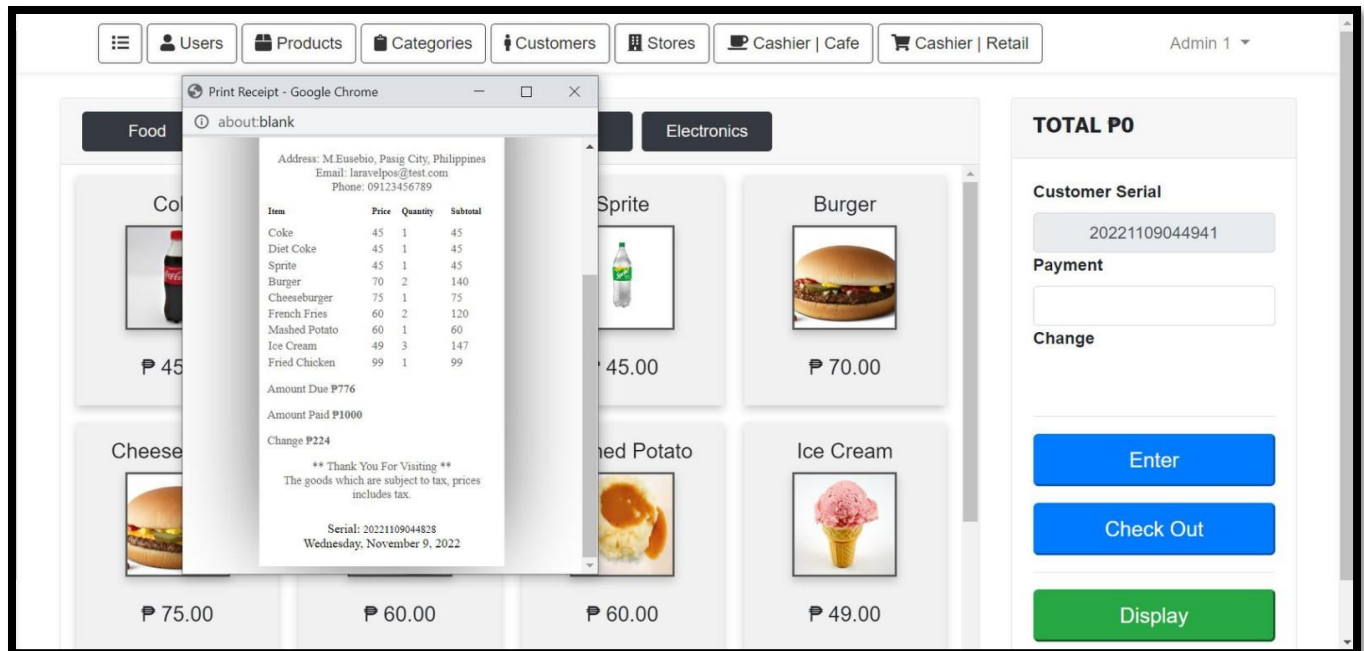 Users Products Categories Customers Stores Cashier | Cafe Cashier | Retail Admin 1
Print Receipt - Google Chrome
about:blank
Address: M.Eusebio, Pasig City, Philippines
Email: laravelpos@test.com
Phone: 09123456789
Item Price Quantity Subtotal
Coke 45 1 45
Diet Coke 45 1 45
Sprite 45 1 45
Burger 70 2 140
Cheeseburger 75 1 75
French Fries 60 2 120
Mashed Potato 60 1 60
Ice Cream 49 3 147
Fried Chicken 99 1 99
Amount Due ₱776
Amount Paid ₱1000
Change ₱224
** Thank You For Visiting **
The goods which are subject to tax, prices
includes tax.
Serial: 20221109044828
Wednesday, November 9, 2022
Food Electronics
Sprite Burger
₱ 45 45.00 ₱ 70.00
Cheese ed Potato Ice Cream
₱ 75.00 ₱ 60.00 ₱ 60.00 ₱ 49.00
TOTAL ₱0
Customer Serial
20221109044941
Payment
Change
Enter
Check Out
Display